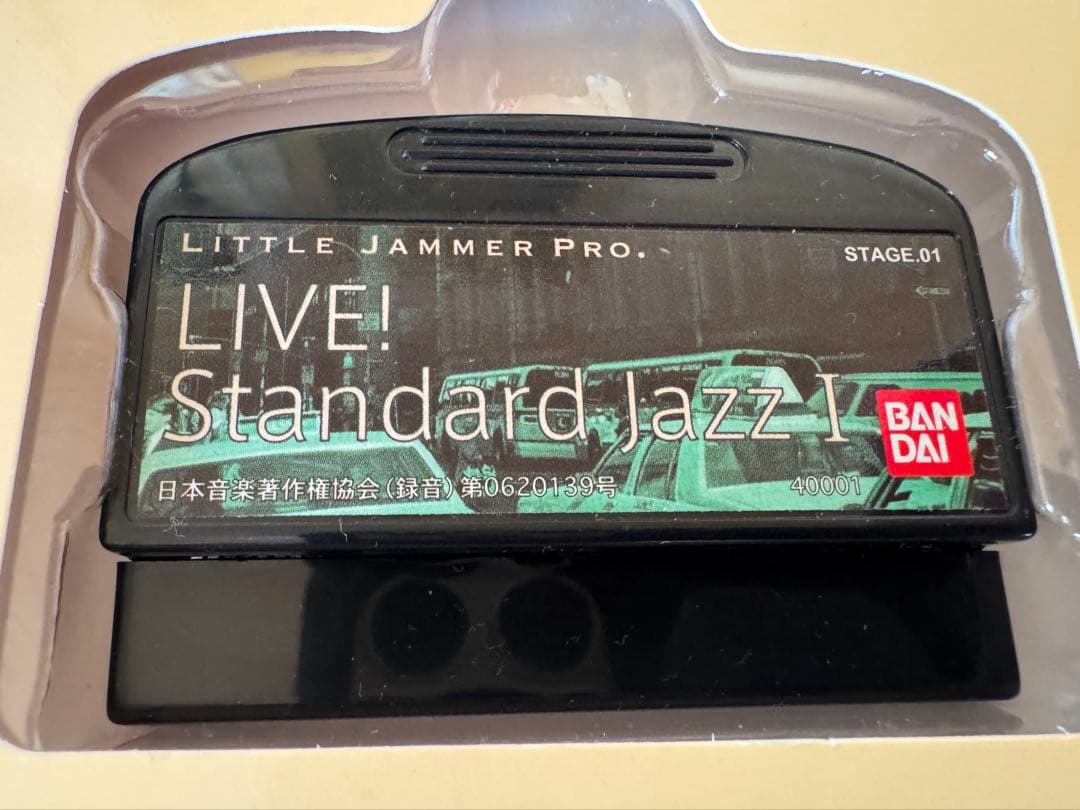 LITTLE JAMMER PRO.
STAGE.01
LIVE!
Standard Jazz I
BAN
DAI
日本音楽著作権協会(録音)第0620139号
40001